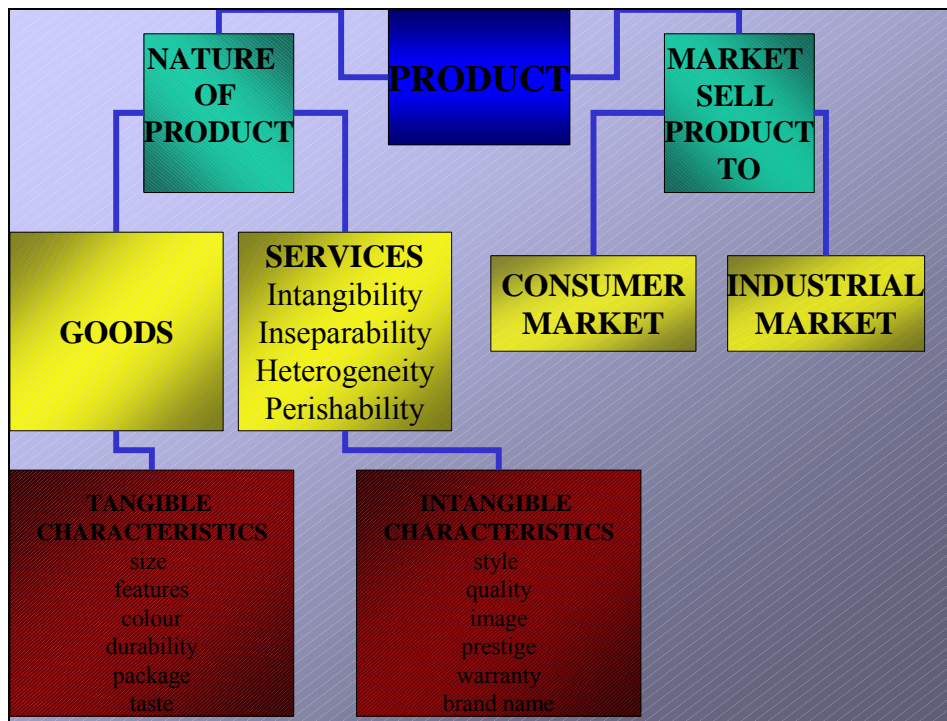 PRODUCT
NATURE
OF
PRODUCT
MARKET
SELL
PRODUCT
TO
GOODS
SERVICES
Intangibility
Inseparability
Heterogeneity
Perishability
CONSUMER
MARKET
INDUSTRIAL
MARKET
TANGIBLE
CHARACTERISTICS
size
features
colour
durability
package
taste
INTANGIBLE
CHARACTERISTICS
style
quality
image
prestige
warranty
brand name